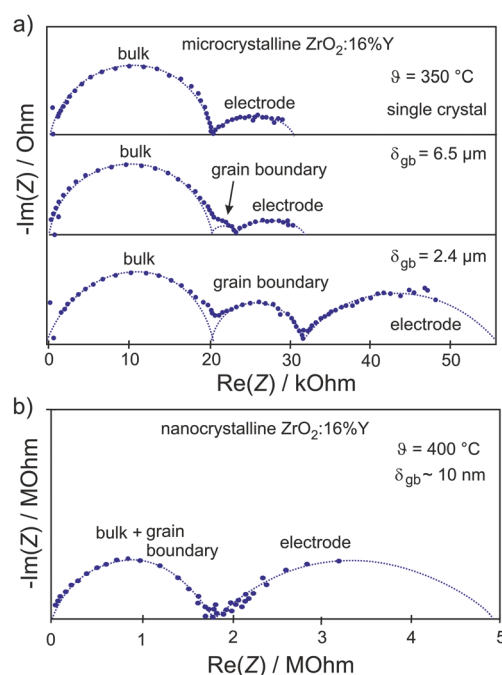 a)
microcrystalline ZrO₂:16%Y
bulk
ϑ = 350 °C
electrode
single crystal
bulk
δgb = 6.5 µm
grain boundary
electrode
-Im(Z) / Ohm
bulk
δgb = 2.4 µm
grain boundary
electrode
0 10 20 30 40 50
Re(Z) / kOhm
b)
nanocrystalline ZrO₂:16%Y
ϑ = 400 °C
δgb ~ 10 nm
-Im(Z) / MOhm
bulk + grain
boundary
electrode
0 1 2 3 4 5
Re(Z) / MOhm